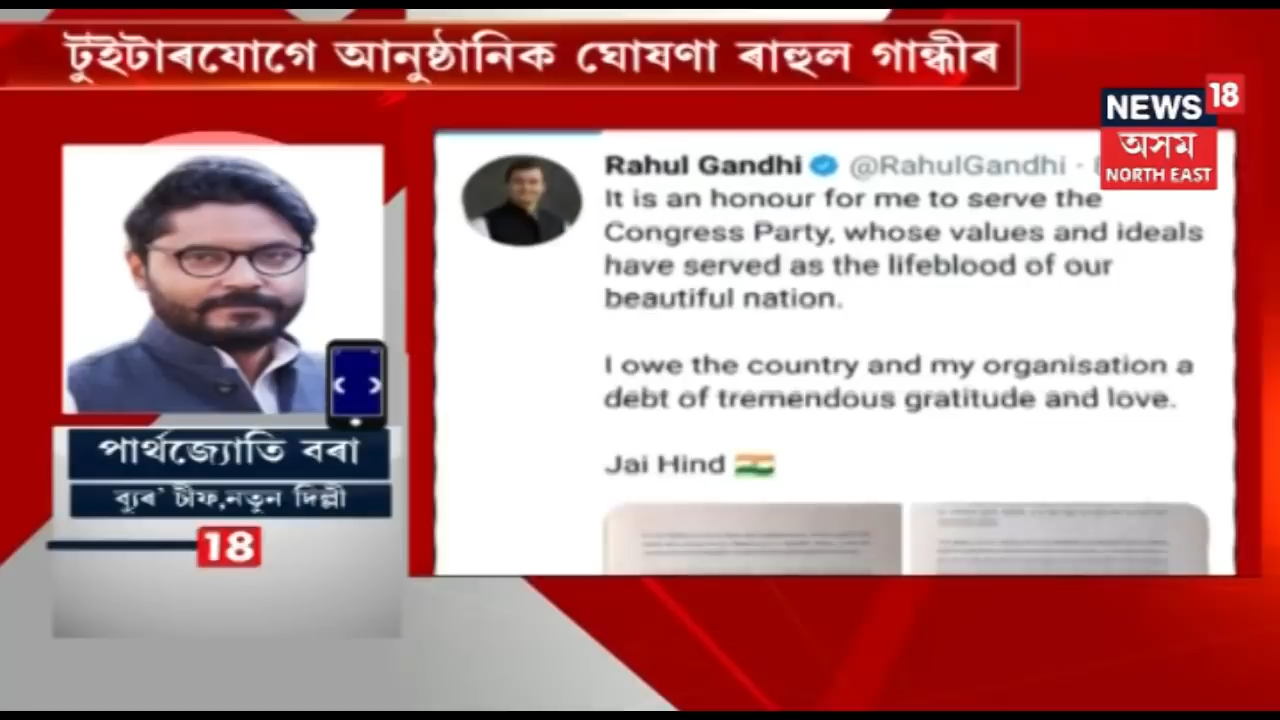 টুইটাৰযোগে আনুষ্ঠানিক ঘোষণা ৰাহুল গান্ধীৰ
NEWS 18
অসম
NORTH EAST
Rahul Gandhi @RahulGandhi ·
It is an honour for me to serve the
Congress Party, whose values and ideals
have served as the lifeblood of our
beautiful nation.
I owe the country and my organisation a
debt of tremendous gratitude and love.
Jai Hind 🇮🇳
পাৰ্থজ্যোতি বৰা
ব্যুৰ' চীফ,নতুন দিল্লী
18